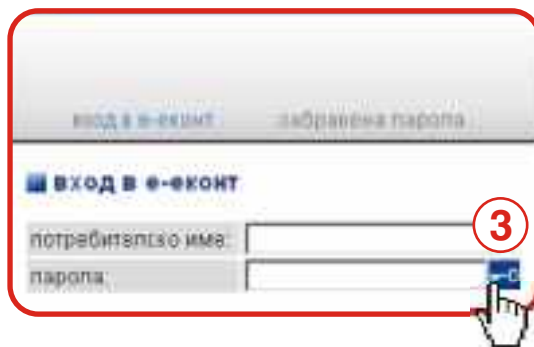 вход в е-еконт забравена парола
вход в е-еконт
потребителско име:
3
парола: